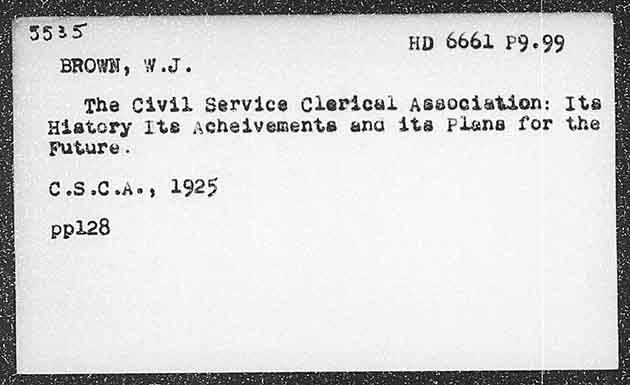 5535
HD 6661 P9.99
BROWN, W.J.
The Civil Service Clerical Association: Its
History Its Acheivements and its Plans for the
Future.
C.S.C.A., 1925
pp128